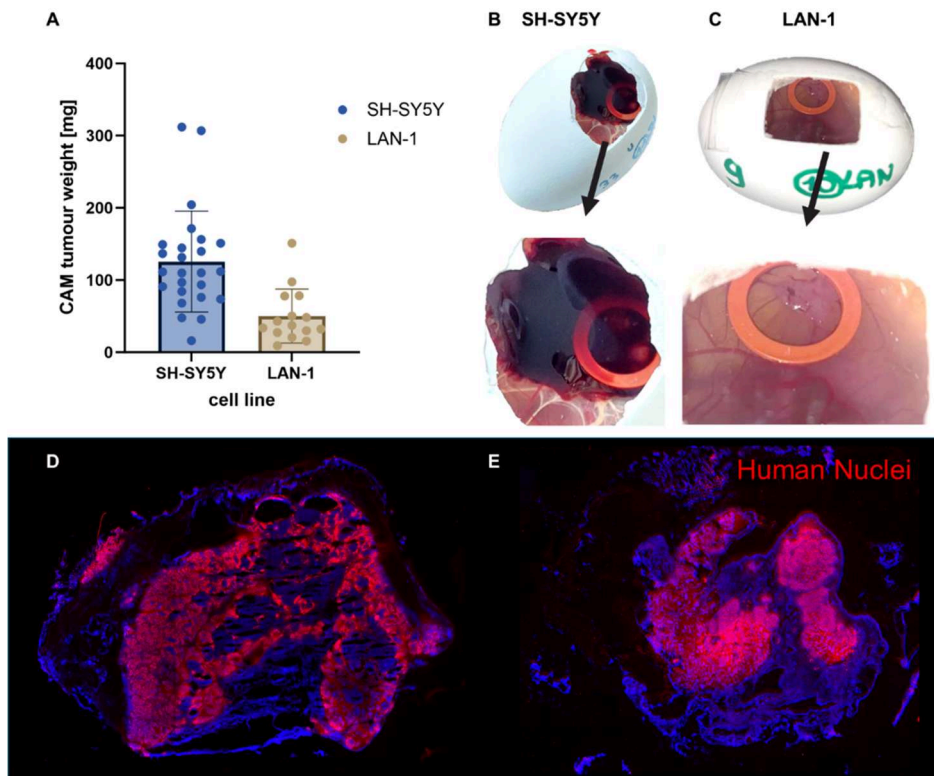 A
CAM tumour weight [mg]
400
300
200
100
0
SH-SY5Y
LAN-1
SH-SY5Y
LAN-1
cell line
B
SH-SY5Y
C
LAN-1
9
LAN
D
E
Human Nuclei